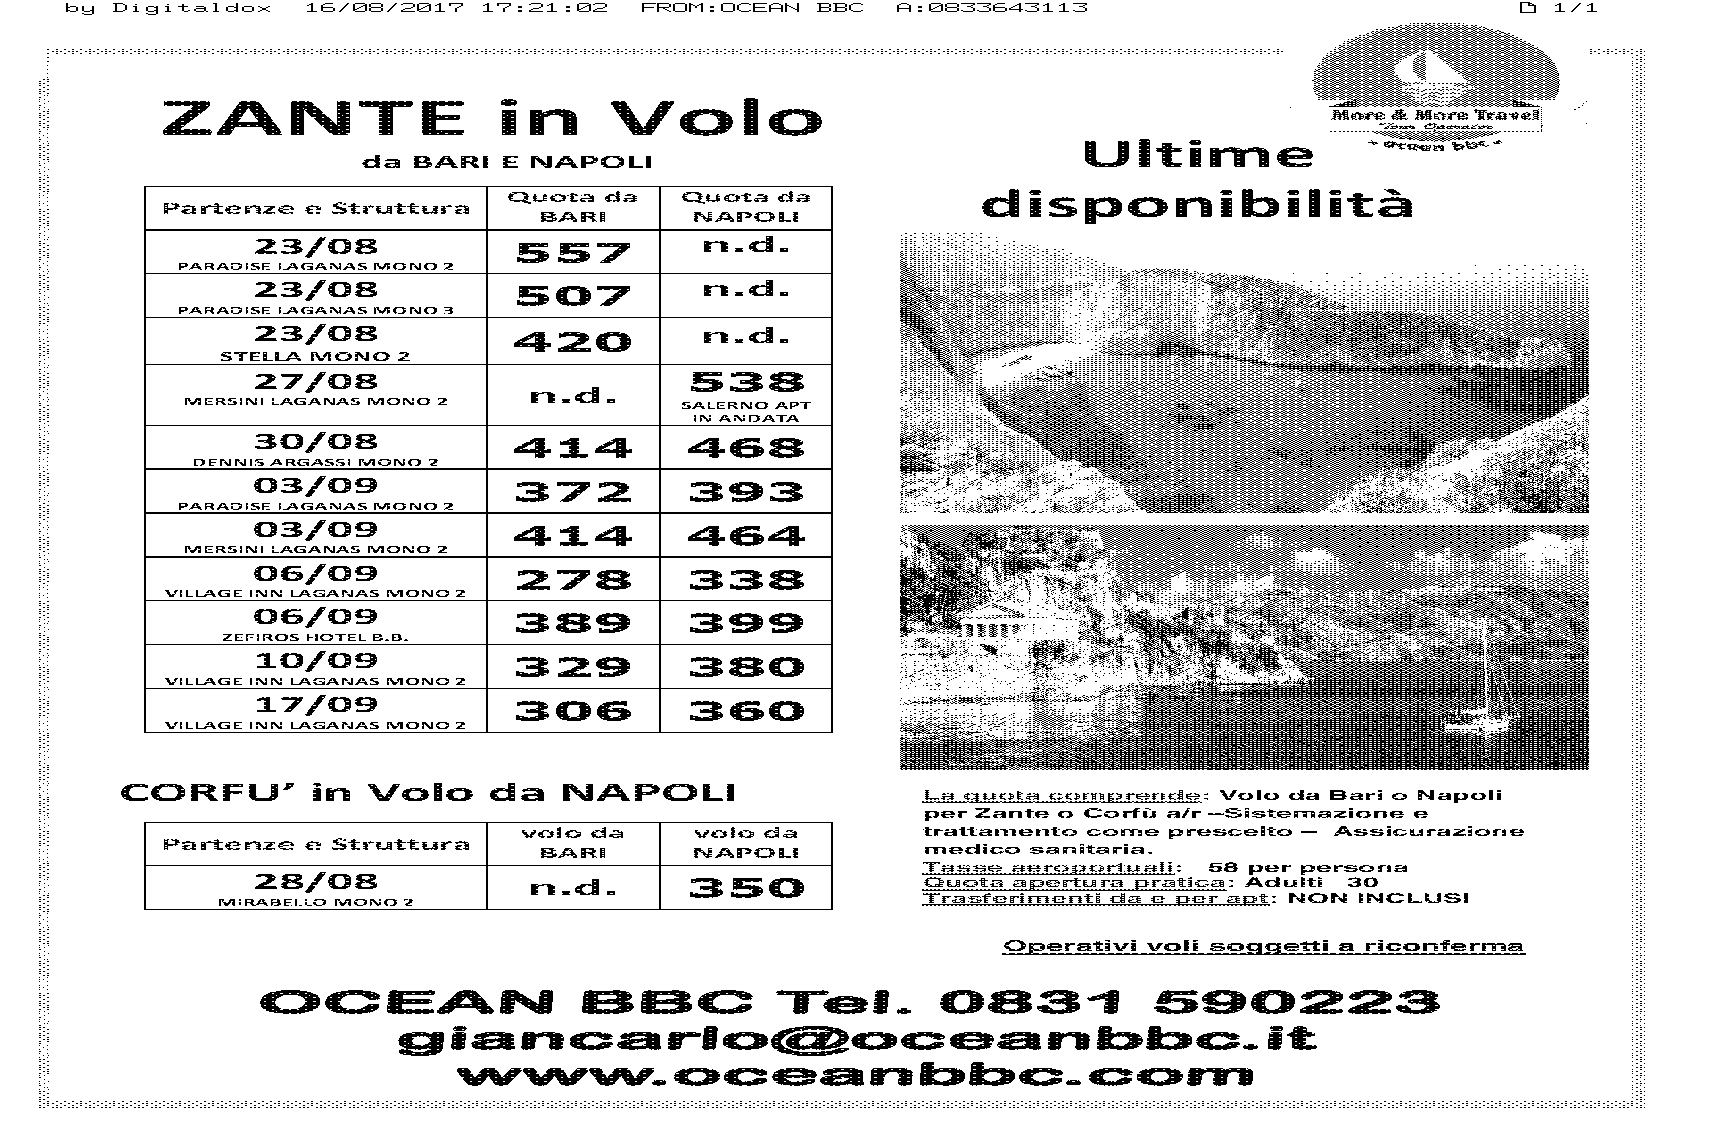 by Digitaldox 16/08/2017 17:21:02 FROM:OCEAN BBC A:0833643113 1/1
More & More Travel
Tour Operator
ocean bbc
ZANTE in Volo
da BARI E NAPOLI
Partenze e Struttura Quota da BARI Quota da NAPOLI
23/08 557 n.d.
PARADISE LAGANAS MONO 2
23/08 507 n.d.
PARADISE LAGANAS MONO 3
23/08 420 n.d.
STELLA MONO 2
27/08 n.d. 538
MERSINI LAGANAS MONO 2 SALERNO APT
IN ANDATA
30/08 414 468
DENNIS ARGASSI MONO 2
03/09 372 393
PARADISE LAGANAS MONO 2
03/09 414 464
MERSINI LAGANAS MONO 2
06/09 278 338
VILLAGE INN LAGANAS MONO 2
06/09 389 399
ZEFIROS HOTEL B.B.
10/09 329 380
VILLAGE INN LAGANAS MONO 2
17/09 306 360
VILLAGE INN LAGANAS MONO 2
CORFU' in Volo da NAPOLI
Partenze e Struttura volo da BARI volo da NAPOLI
28/08 n.d. 350
MIRABELLO MONO 2
Ultime
disponibilità
La quota comprende: Volo da Bari o Napoli
per Zante o Corfù a/r –Sistemazione e
trattamento come prescelto – Assicurazione
medico sanitaria.
Tasse aeroportuali: 58 per persona
Quota apertura pratica: Adulti 30
Trasferimenti da e per apt: NON INCLUSI
Operativi voli soggetti a riconferma
OCEAN BBC Tel. 0831 590223
giancarlo@oceanbbc.it
www.oceanbbc.com